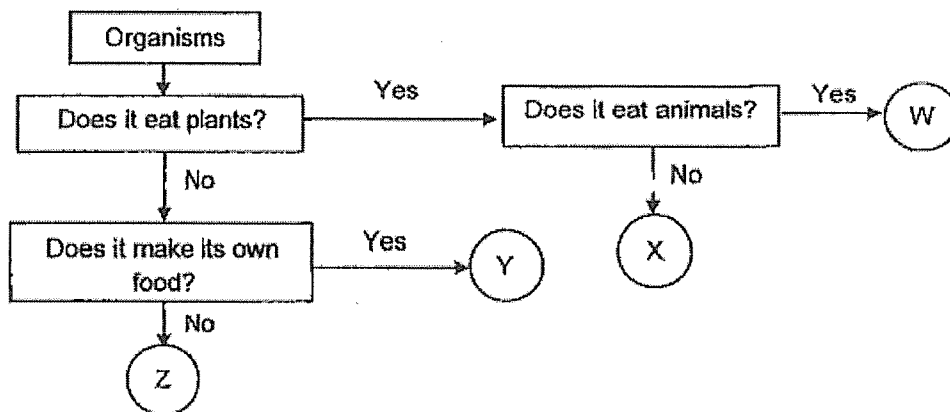 Organisms
Does it eat plants?
Yes
Does it eat animals?
Yes
W
No
No
X
Does it make its own
food?
Yes
Y
No
Z